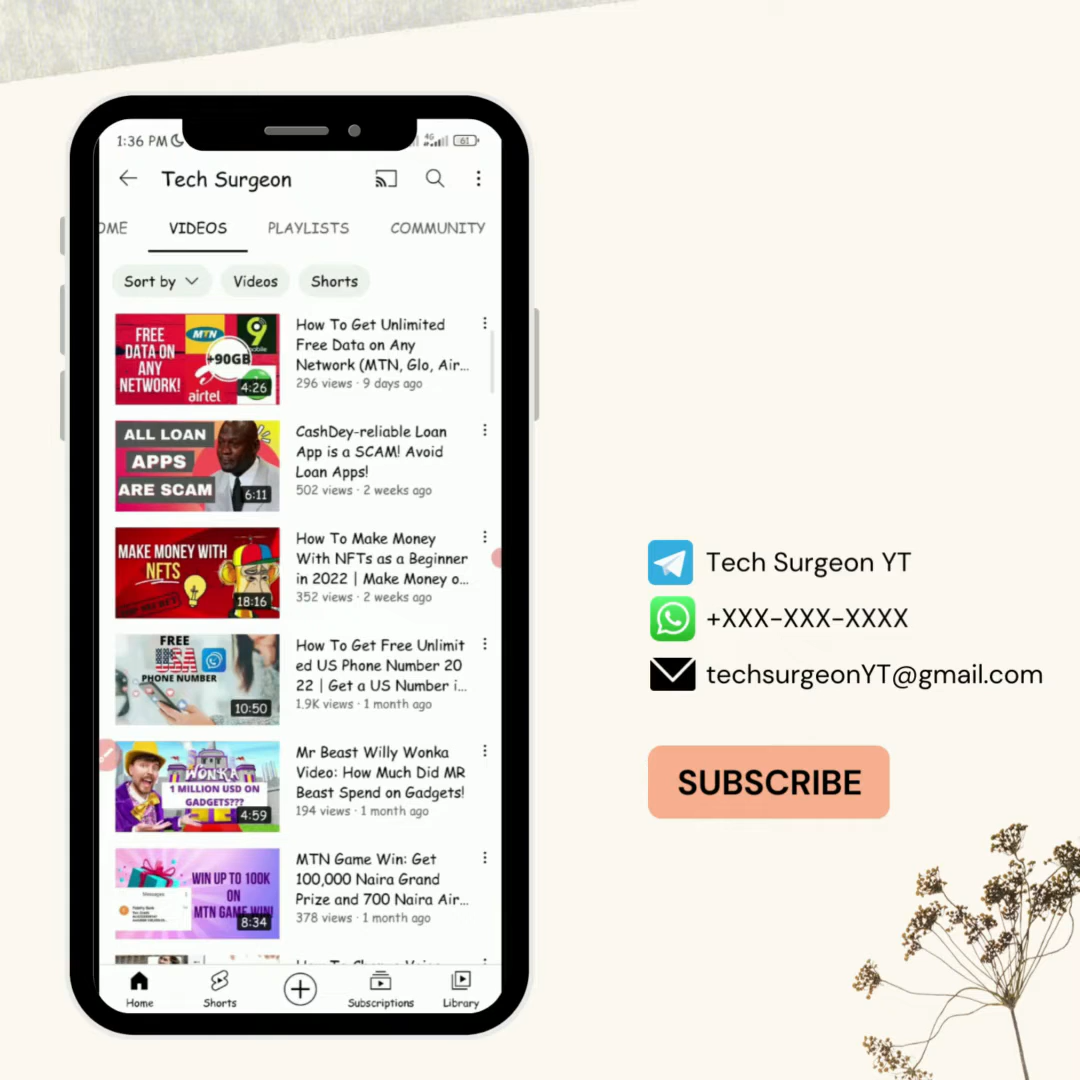 1:36 PM
4G
61
Tech Surgeon
OME
VIDEOS
PLAYLISTS
COMMUNITY
Sort by
Videos
Shorts
FREE
DATA ON
ANY
NETWORK!
MTN
9
mobile
+90GB
airtel
4:26
How To Get Unlimited
Free Data on Any
Network (MTN, Glo, Air...
296 views · 9 days ago
ALL LOAN
APPS
ARE SCAM
6:11
CashDey-reliable Loan
App is a SCAM! Avoid
Loan Apps!
502 views · 2 weeks ago
MAKE MONEY WITH
NFTS
18:16
How To Make Money
With NFTs as a Beginner
in 2022 | Make Money o...
352 views · 2 weeks ago
FREE
USA
PHONE NUMBER
10:50
How To Get Free Unlimit
ed US Phone Number 20
22 | Get a US Number i...
1.9K views · 1 month ago
WONKA
1 MILLION USD ON
GADGETS???
4:59
Mr Beast Willy Wonka
Video: How Much Did MR
Beast Spend on Gadgets!
194 views · 1 month ago
Messages
WIN UP TO 100K
ON
MTN GAME WIN!
8:34
MTN Game Win: Get
100,000 Naira Grand
Prize and 700 Naira Air...
378 views · 1 month ago
Home
Shorts
Subscriptions
Library
Tech Surgeon YT
+XXX-XXX-XXXX
techsurgeonYT@gmail.com
SUBSCRIBE